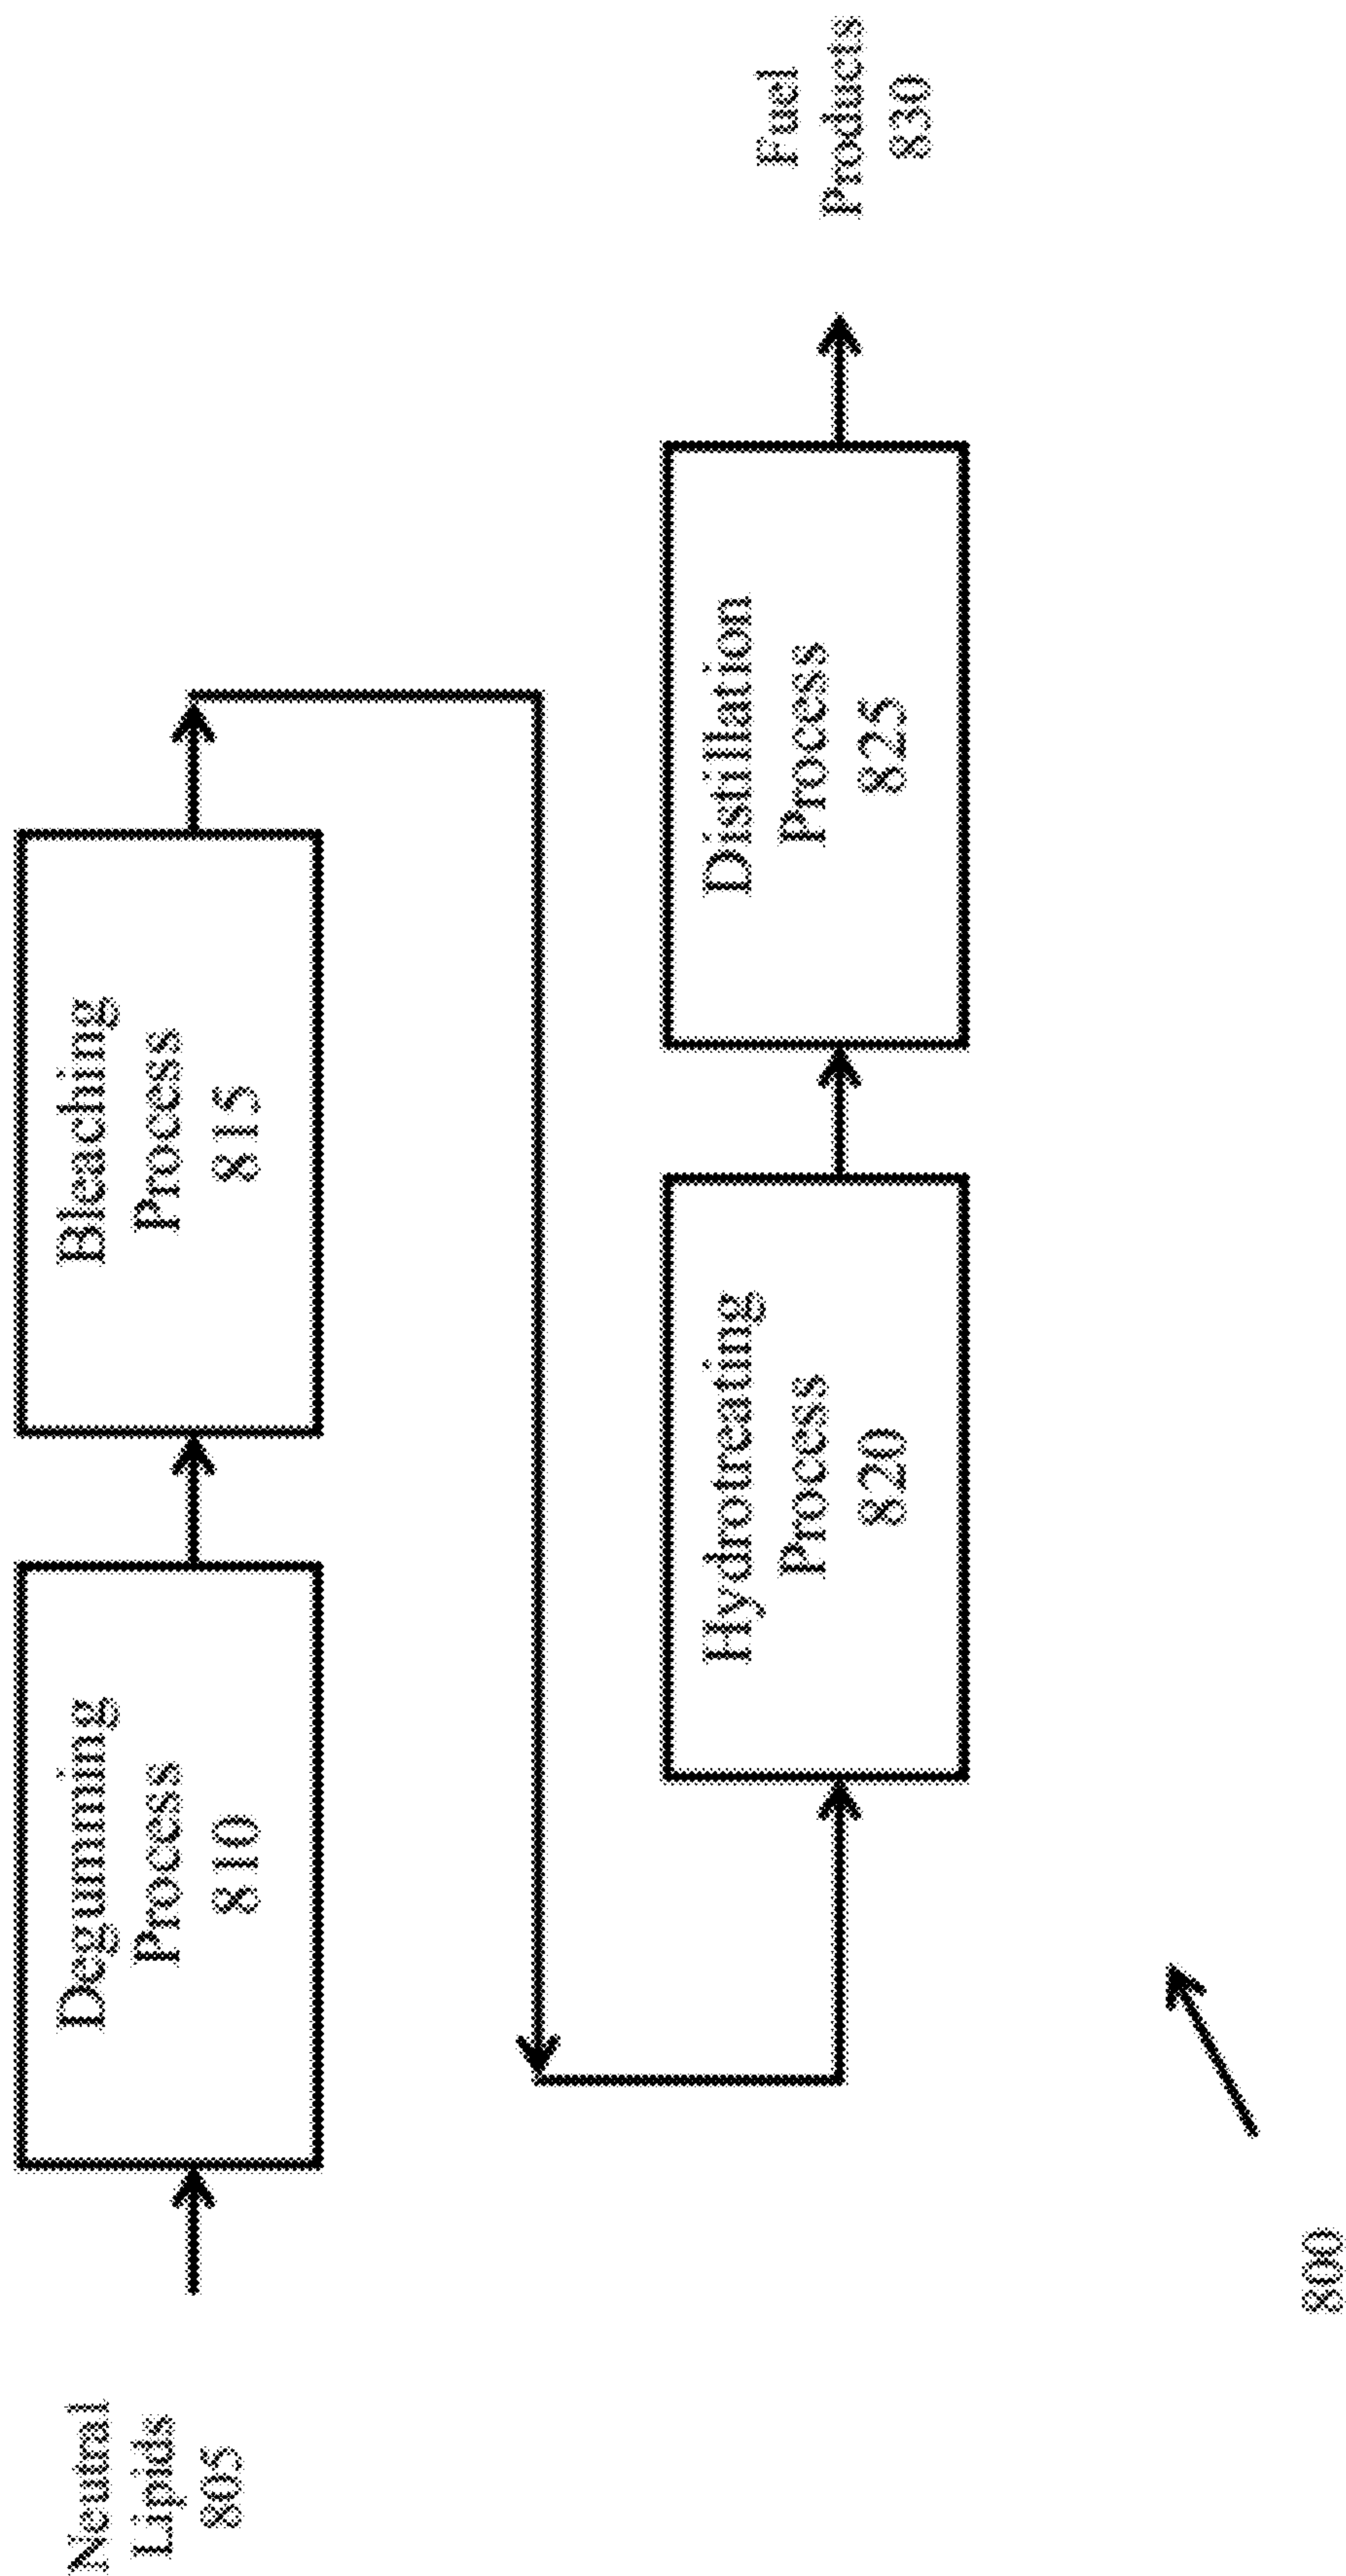 Neutral
Lipids
805
Degumming
Process
810
Bleaching
Process
815
Hydrotreating
Process
820
Distillation
Process
825
Fuel
Products
830
800